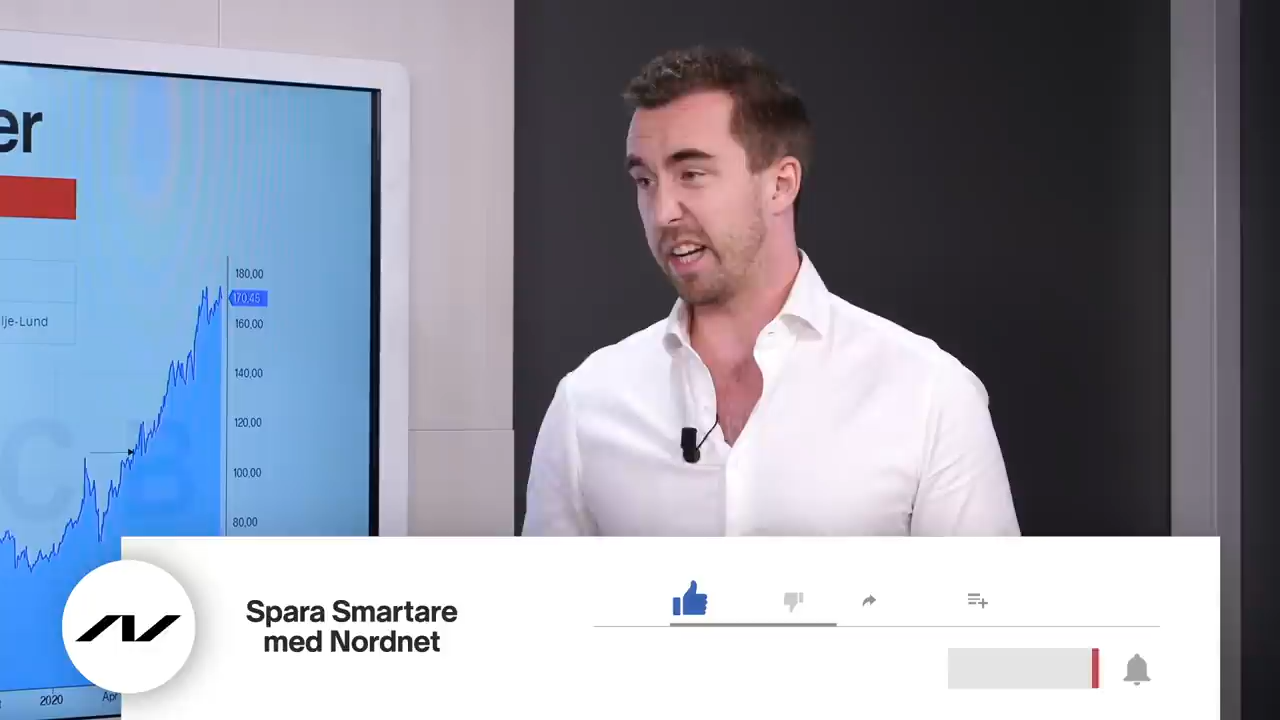 er
lje-Lund
180,00
170,45
160,00
140,00
120,00
100,00
80,00
C B
2020
Apr
Spara Smartare
med Nordnet